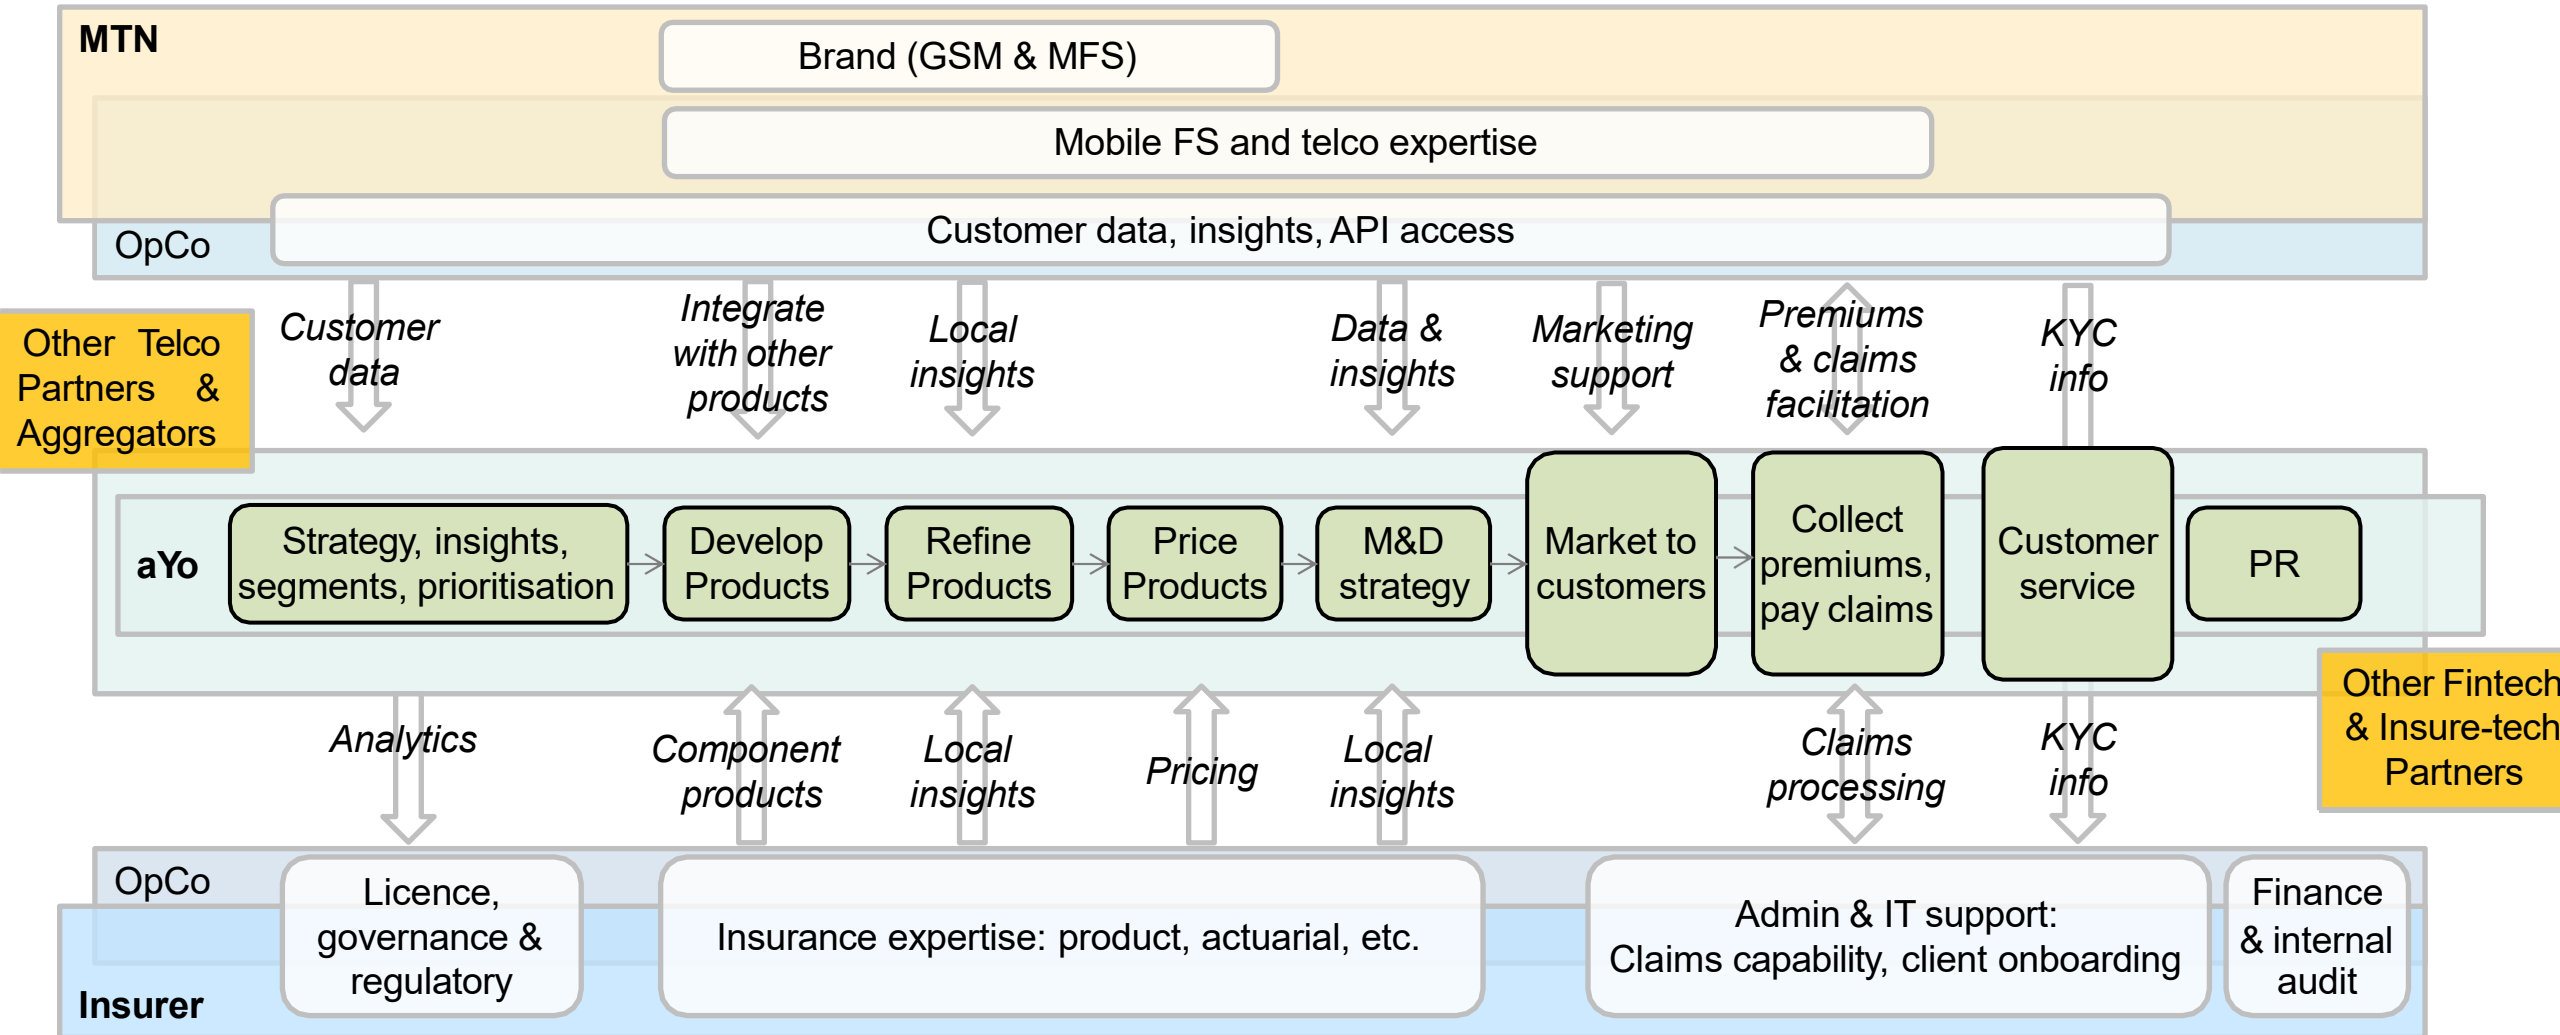 MTN
Brand (GSM & MFS)
Mobile FS and telco expertise
Customer data, insights, API access
OpCo
Other Telco
Partners &
Aggregators
Customer
data
Integrate
with other
products
Local
insights
Data &
insights
Marketing
support
Premiums
& claims
facilitation
KYC
info
aYo
Strategy, insights,
segments, prioritisation
Develop
Products
Refine
Products
Price
Products
M&D
strategy
Market to
customers
Collect
premiums,
pay claims
Customer
service
PR
Other Fintech
& Insure-tech
Partners
Analytics
Component
products
Local
insights
Pricing
Local
insights
Claims
processing
KYC
info
OpCo
Licence,
governance &
regulatory
Insurance expertise: product, actuarial, etc.
Admin & IT support:
Claims capability, client onboarding
Finance
& internal
audit
Insurer